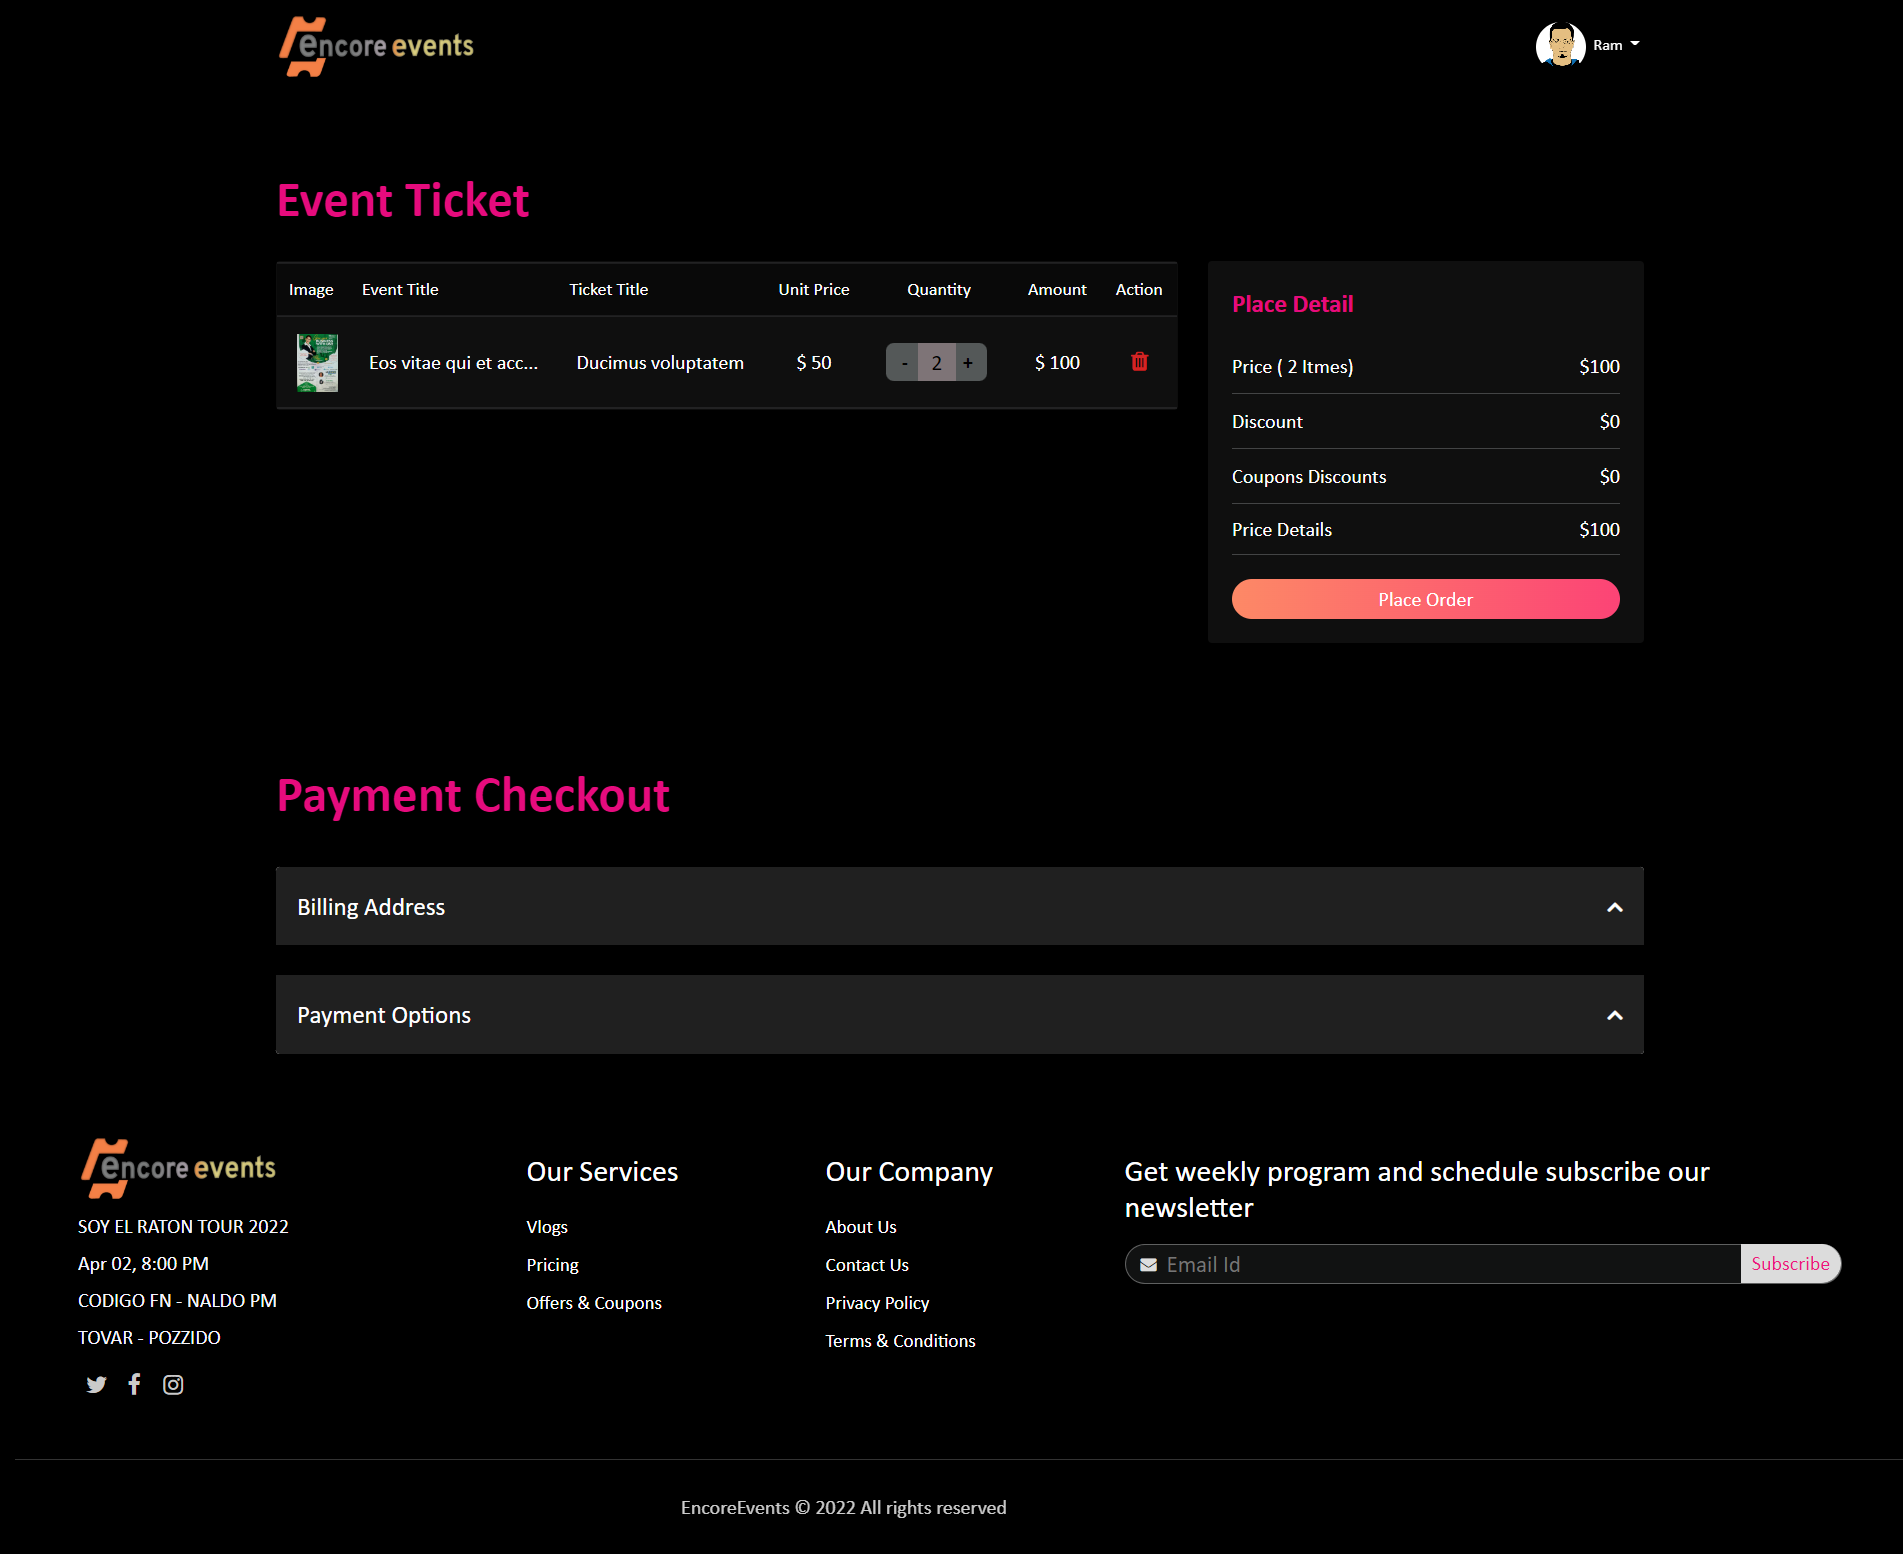 encore events
Ram
Event Ticket
Image Event Title Ticket Title Unit Price Quantity Amount Action
Eos vitae qui et acc... Ducimus voluptatem $ 50 - 2 + $ 100
Place Detail
Price ( 2 Itmes) $100
Discount $0
Coupons Discounts $0
Price Details $100
Place Order
Payment Checkout
Billing Address
Payment Options
encore events
SOY EL RATON TOUR 2022
Apr 02, 8:00 PM
CODIGO FN - NALDO PM
TOVAR - POZZIDO
Our Services
Vlogs
Pricing
Offers & Coupons
Our Company
About Us
Contact Us
Privacy Policy
Terms & Conditions
Get weekly program and schedule subscribe our
newsletter
Email Id Subscribe
EncoreEvents © 2022 All rights reserved